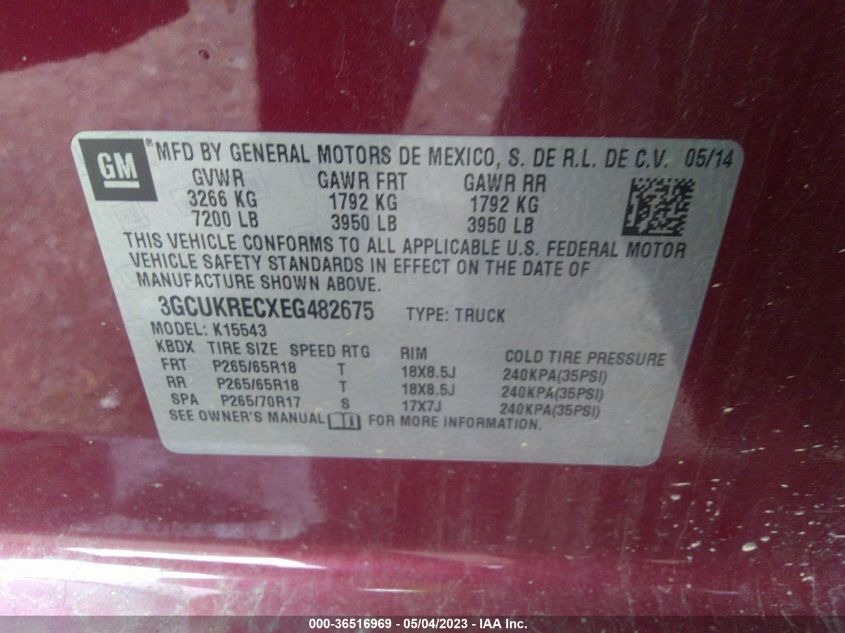 GM
® MFD BY GENERAL MOTORS DE MEXICO, S. DE R.L. DE C.V. 05/14
GVWR GAWR FRT GAWR RR
3266 KG 1792 KG 1792 KG
7200 LB 3950 LB 3950 LB
THIS VEHICLE CONFORMS TO ALL APPLICABLE U.S. FEDERAL MOTOR
VEHICLE SAFETY STANDARDS IN EFFECT ON THE DATE OF
MANUFACTURE SHOWN ABOVE.
3GCUKRECXEG482675 TYPE: TRUCK
MODEL: K15543
KBDX TIRE SIZE SPEED RTG RIM COLD TIRE PRESSURE
FRT P265/65R18 T 18X8.5J 240KPA(35PSI)
RR P265/65R18 T 18X8.5J 240KPA(35PSI)
SPA P265/70R17 S 17X7J 240KPA(35PSI)
SEE OWNER'S MANUAL FOR MORE INFORMATION.
000-36516969 - 05/04/2023 - IAA Inc.